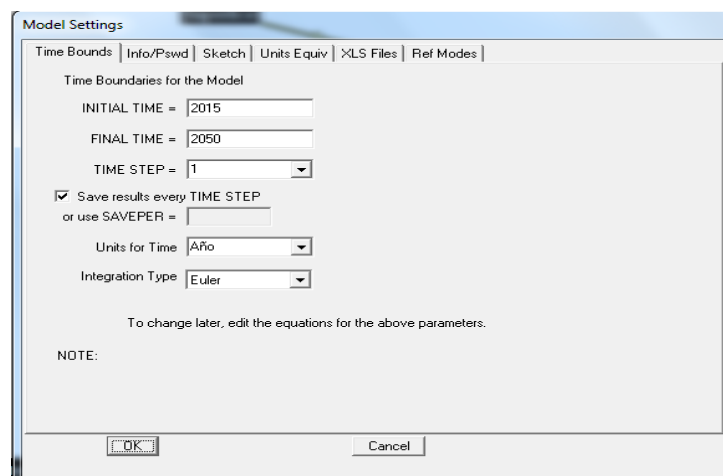 Model Settings
Time Bounds Info/Pswd Sketch Units Equiv XLS Files Ref Modes
Time Boundaries for the Model
INITIAL TIME = 2015
FINAL TIME = 2050
TIME STEP = 1
Save results every TIME STEP
or use SAVEPER =
Units for Time Año
Integration Type Euler
To change later, edit the equations for the above parameters.
NOTE:
OK Cancel